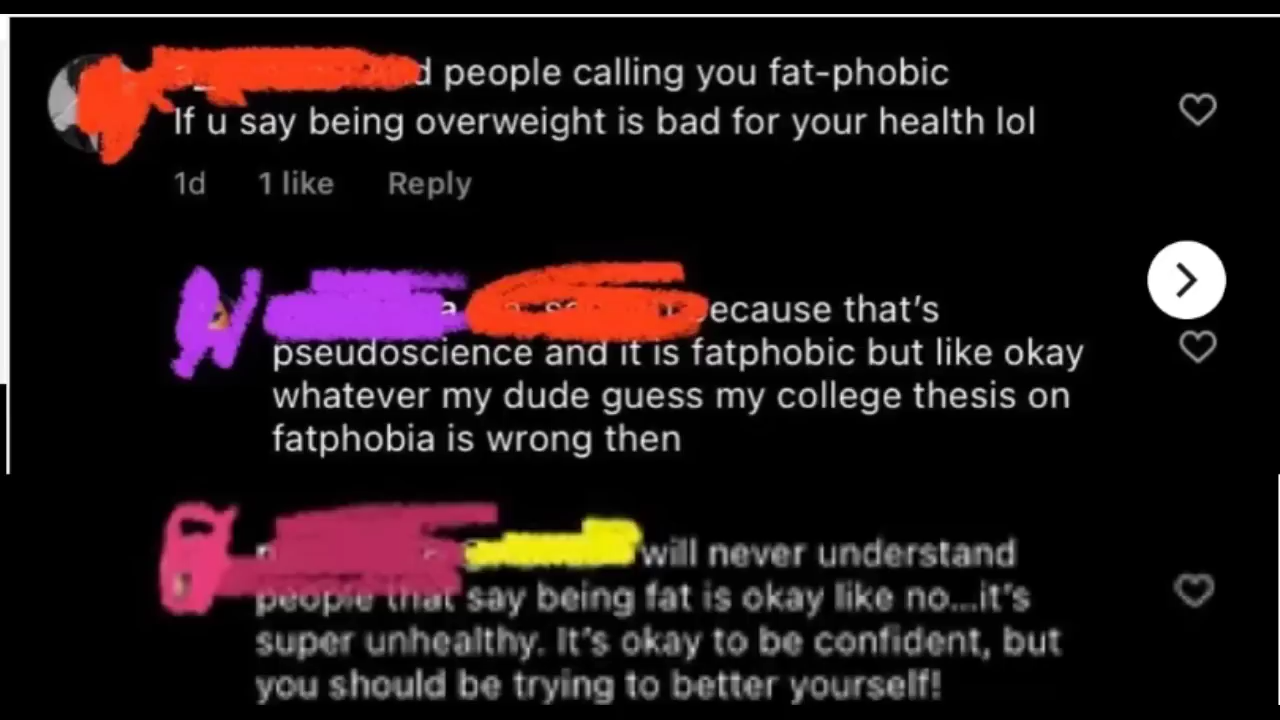 people calling you fat-phobic
If u say being overweight is bad for your health lol
1d 1 like Reply
because that's
pseudoscience and it is fatphobic but like okay
whatever my dude guess my college thesis on
fatphobia is wrong then
will never understand
people that say being fat is okay like no...it's
super unhealthy. It's okay to be confident, but
you should be trying to better yourself!